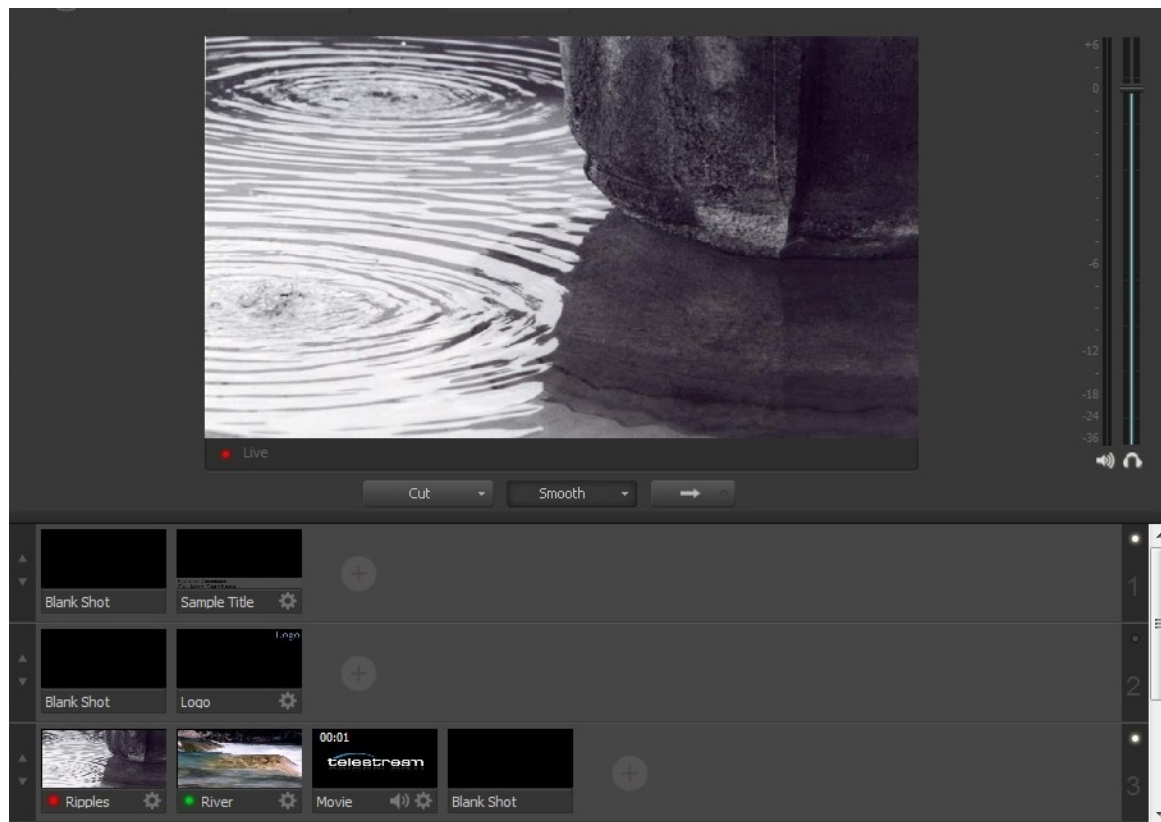 +6
0
-6
-12
-18
-24
-36
Live
Cut
Smooth
Blank Shot
Sample Title
1
Logo
Blank Shot
Logo
2
00:01
telestream
Ripples
River
Movie
Blank Shot
3